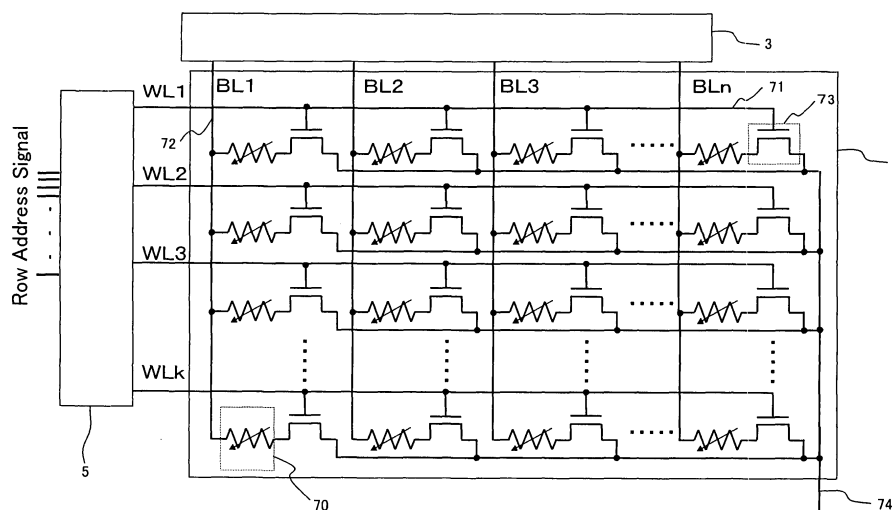 3
BL1 BL2 BL3 BLn
WL1
71
73
72
WL2
WL3
WLk
Row Address Signal
5
70
74